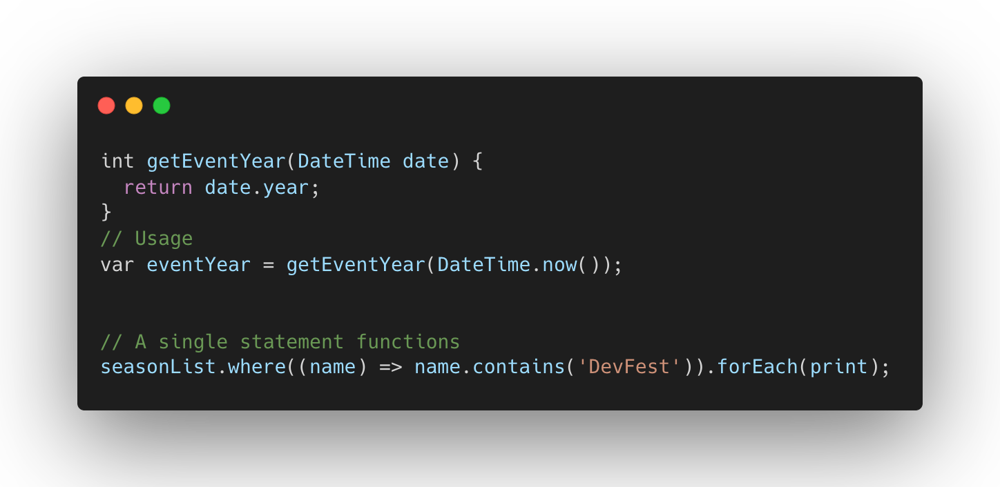 int getEventYear(DateTime date) {
  return date.year;
}
// Usage
var eventYear = getEventYear(DateTime.now());
// A single statement functions
seasonList.where((name) => name.contains('DevFest')).forEach(print);